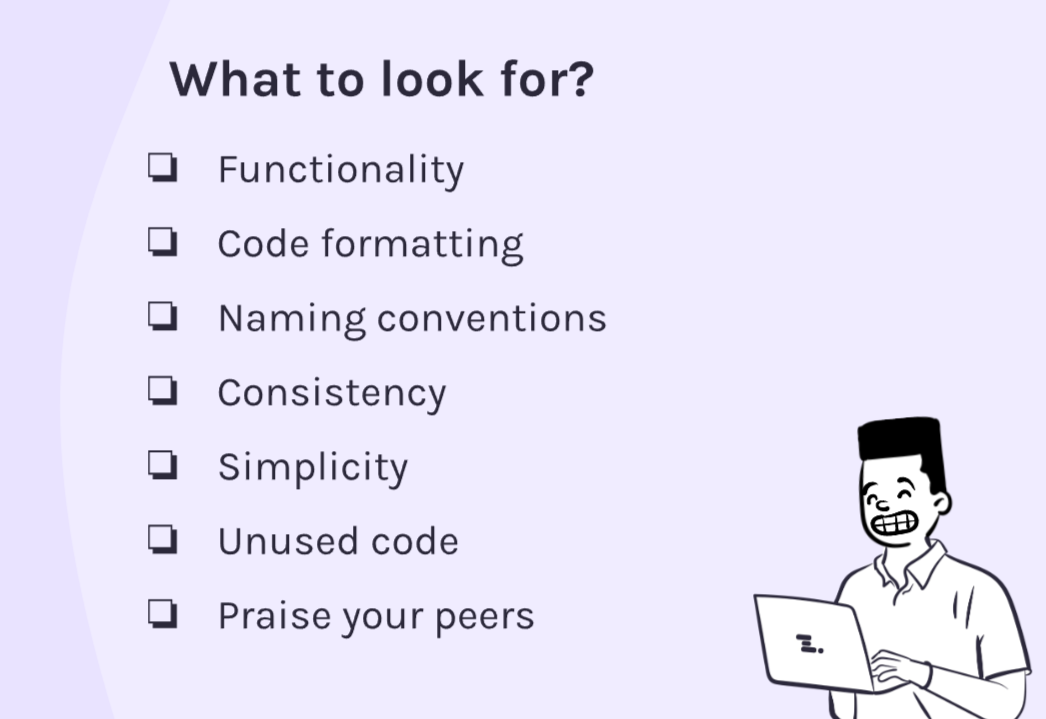 What to look for?
Functionality
Code formatting
Naming conventions
Consistency
Simplicity
Unused code
Praise your peers